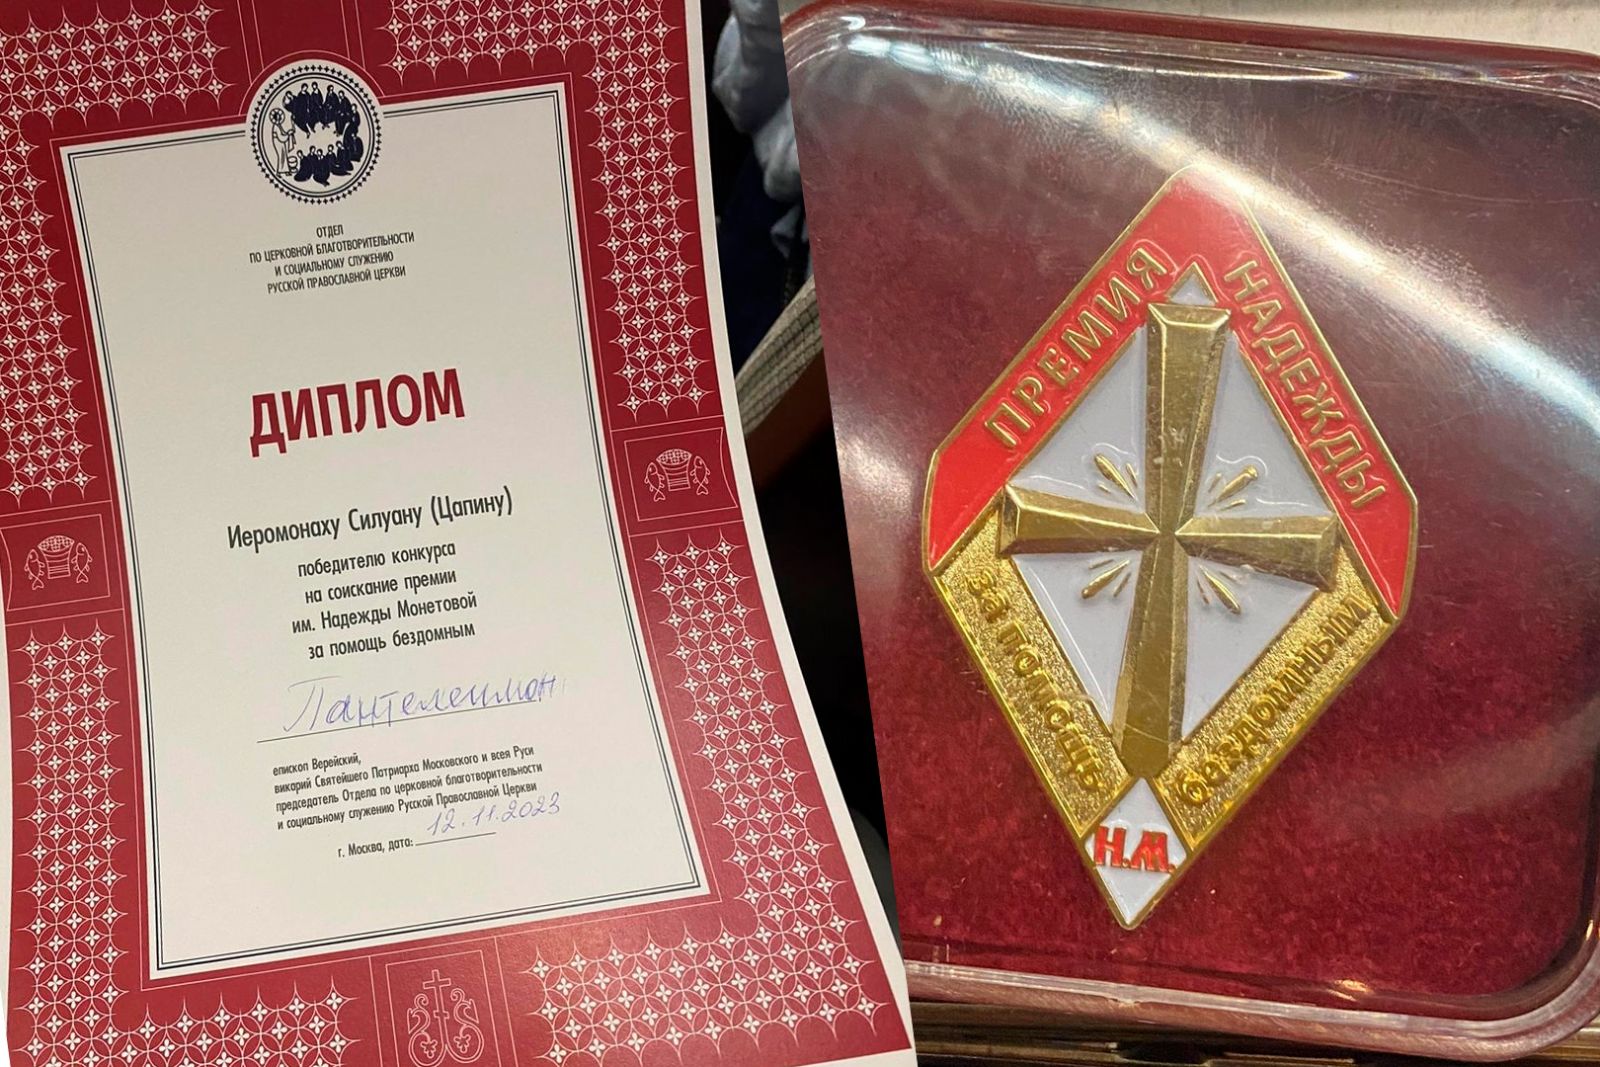 ОТДЕЛ
ПО ЦЕРКОВНОЙ БЛАГОТВОРИТЕЛЬНОСТИ
И СОЦИАЛЬНОМУ СЛУЖЕНИЮ
РУССКОЙ ПРАВОСЛАВНОЙ ЦЕРКВИ
ДИПЛОМ
Иеромонаху Силуану (Цапину)
победителю конкурса
на соискание премии
им. Надежды Монетовой
за помощь бездомным
Пантелеимон
епископ Верейский,
викарий Святейшего Патриарха Московского и всея Руси
председатель Отдела по церковной благотворительности
и социальному служению Русской Православной Церкви
г. Москва, дата: 12.11.2023
ПРЕМИЯ
НАДЕЖДЫ
за помощь
бездомным
Н.М.